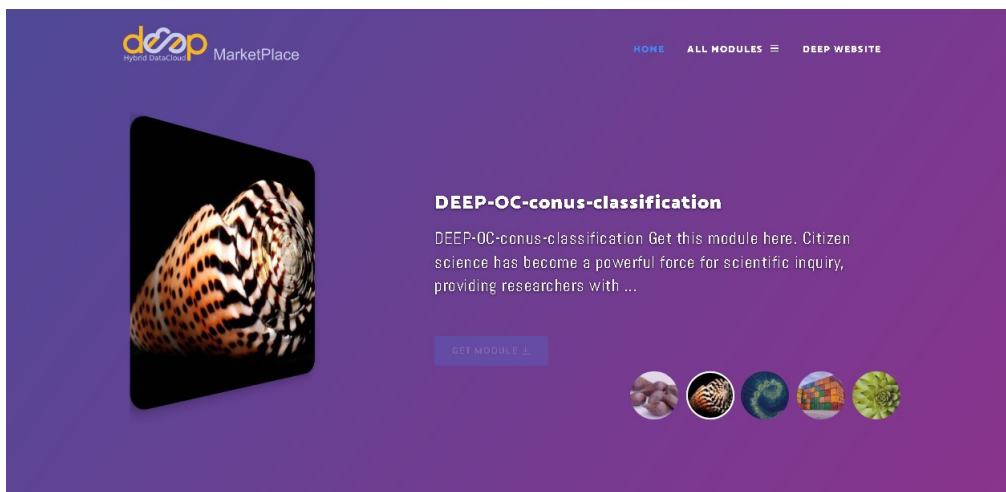 deep
Hybrid DataCloud
MarketPlace
HOME ALL MODULES DEEP WEBSITE
DEEP-OC-conus-classification
DEEP-OC-conus-classification Get this module here. Citizen
science has become a powerful force for scientific inquiry,
providing researchers with ...
GET MODULE